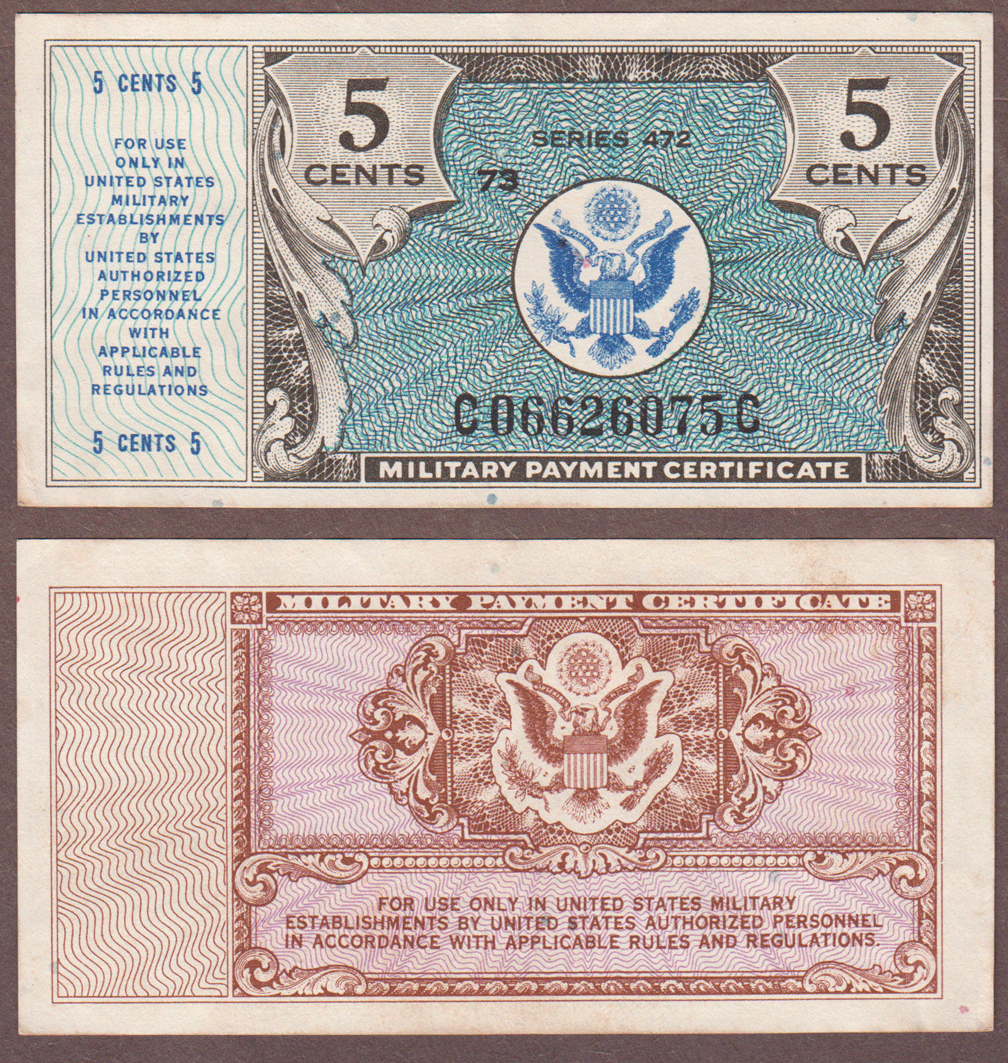 5 CENTS 5
FOR USE
ONLY IN
UNITED STATES
MILITARY
ESTABLISHMENTS
BY
UNITED STATES
AUTHORIZED
PERSONNEL
IN ACCORDANCE
WITH
APPLICABLE
RULES AND
REGULATIONS
5 CENTS 5
5
CENTS
5
CENTS
SERIES 472
73
C06626075C
MILITARY PAYMENT CERTIFICATE
MILITARY PAYMENT CERTIFICATE
FOR USE ONLY IN UNITED STATES MILITARY
ESTABLISHMENTS BY UNITED STATES AUTHORIZED PERSONNEL
IN ACCORDANCE WITH APPLICABLE RULES AND REGULATIONS.